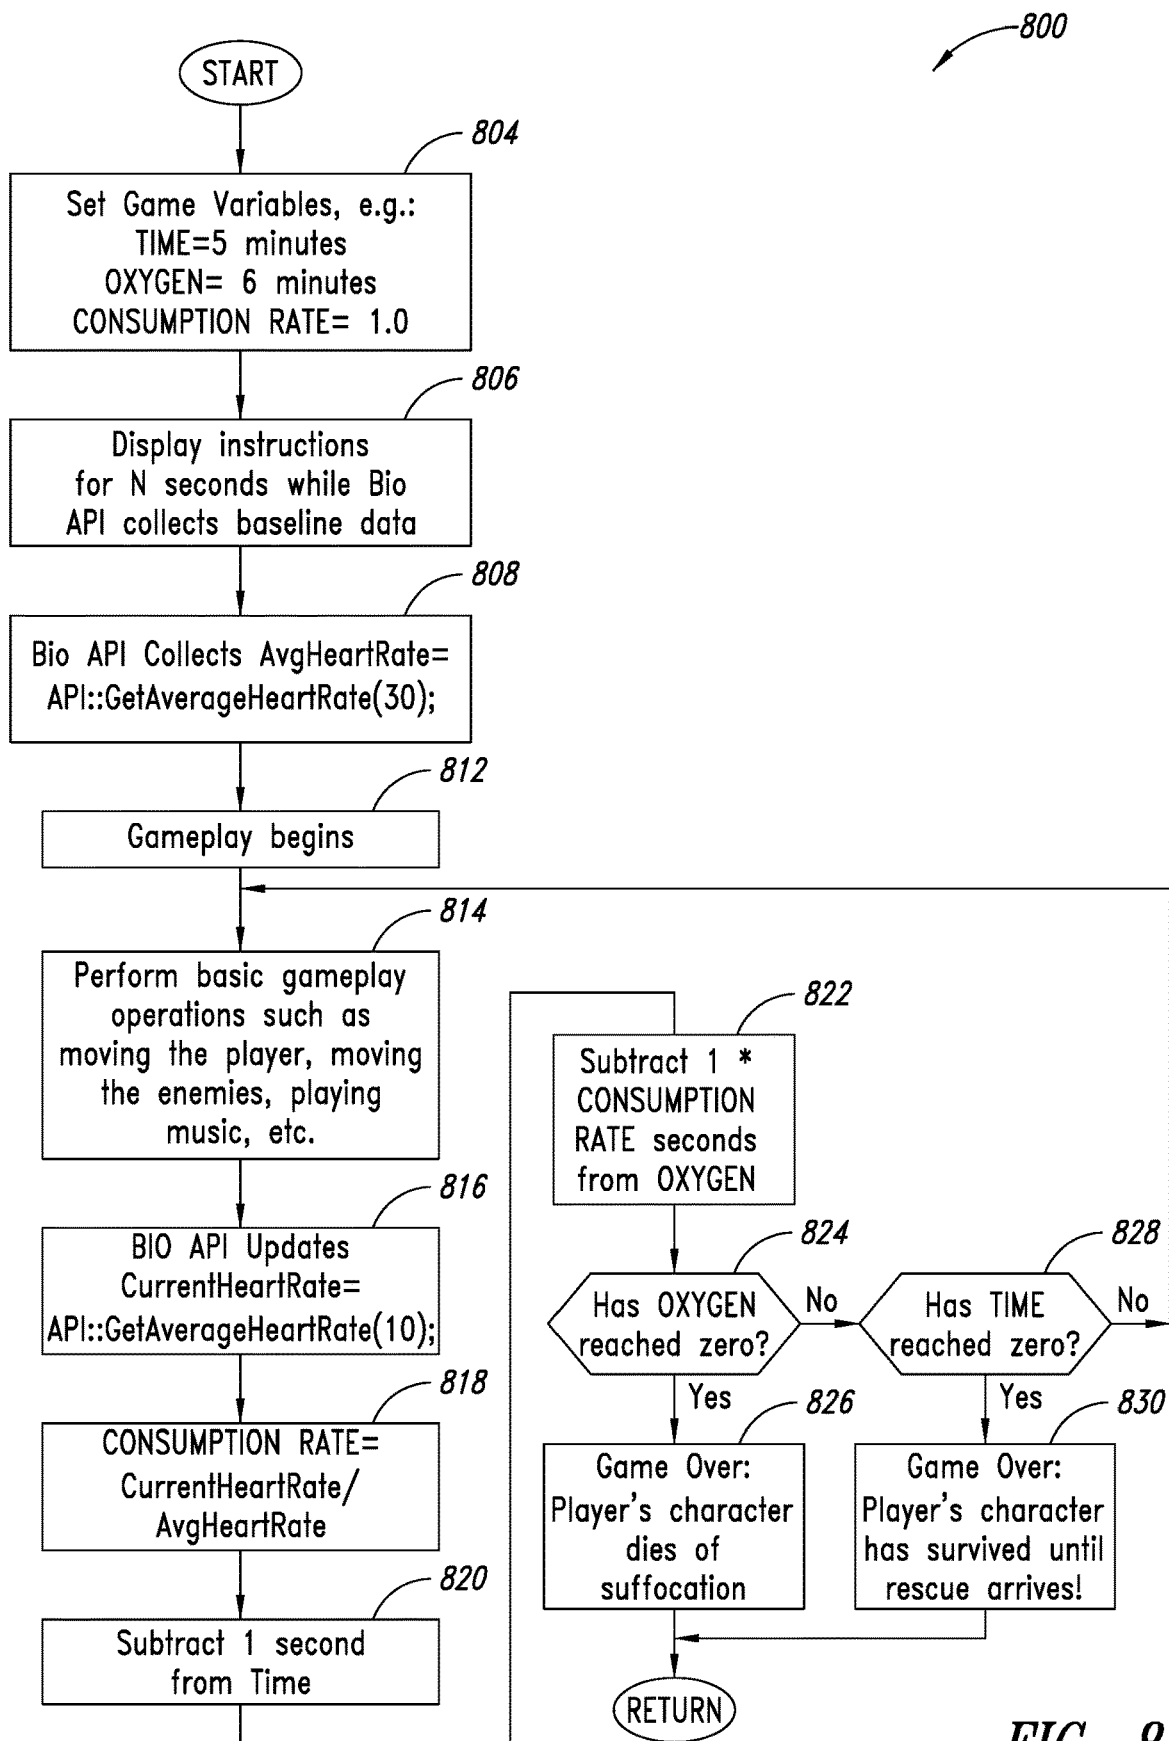 800
START
804
Set Game Variables, e.g.:
TIME=5 minutes
OXYGEN= 6 minutes
CONSUMPTION RATE= 1.0
806
Display instructions
for N seconds while Bio
API collects baseline data
808
Bio API Collects AvgHeartRate=
API::GetAverageHeartRate(30);
812
Gameplay begins
814
Perform basic gameplay
operations such as
moving the player, moving
the enemies, playing
music, etc.
816
BIO API Updates
CurrentHeartRate=
API::GetAverageHeartRate(10);
818
CONSUMPTION RATE=
CurrentHeartRate/
AvgHeartRate
820
Subtract 1 second
from Time
822
Subtract 1 *
CONSUMPTION
RATE seconds
from OXYGEN
824
Has OXYGEN
reached zero?
No
Yes
828
Has TIME
reached zero?
No
Yes
826
Game Over:
Player's character
dies of
suffocation
830
Game Over:
Player's character
has survived until
rescue arrives!
RETURN
FIG.